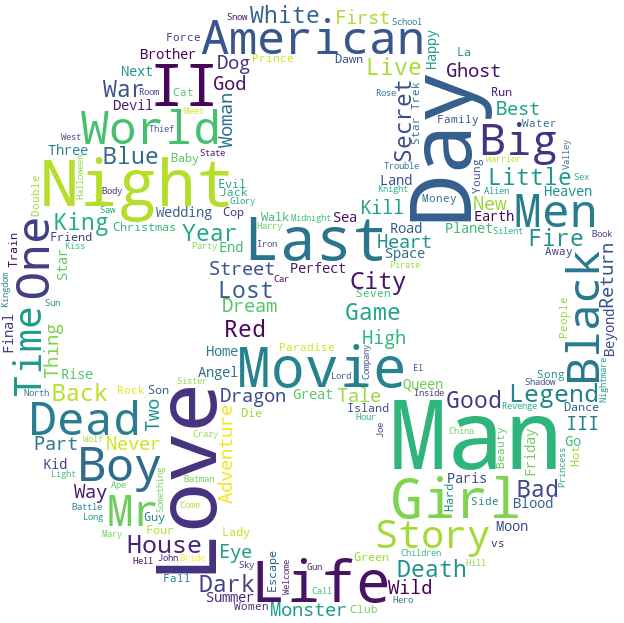 Snow
White
First
School
Force
American
Brother
Dog
Prince
Dawn
Live
Happy
La
Next
II
God
Ghost
War
Room
Cat
Devil
Meet
Woman
Secret
Star Trek
Rose
Family
Day
Run
Best
Water
West
World
Thief
State
Big
Three
Blue
Baby
Trouble
Young
Warrior
Valley
Halloween
Night
Body
Evil
Jack
Glory
Land
Knight
Money
Alien
Little
Sex
Heaven
Double
Saw
Wedding
Cop
Kill
New
Men
King
Christmas
Year
Walk
Midnight
Sea
Road
Earth
Planet
Silent
Fire
Book
Friend
End
Harry
Last
Heart
Space
Away
Train
One
Star
Kiss
Party
Iron
Street
Perfect
Pirate
Black
Beyond
Return
Kingdom
Sun
Lost
Car
Seven
City
Dream
Game
People
Final
Time
Thing
Red
High
North
Rise
Home
Paradise
Movie
Company
El
Song
Shadow
Nightmare
Angel
Sister
Lord
Queen
Inside
Back
Rock
Son
Dragon
Great
Tale
Good
Legend
Dead
Two
Love
Die
Island
Man
Revenge
Dance
Part
Never
Crazy
Adventure
Hour
Joe
Girl
China
Beauty
Friday
III
Go
Hot
Kid
Wolf
Boy
Light
Ape
Something
Batman
Paris
Bad
Princess
Way
Mr
Come
Hard
Side
Blood
Battle
Long
Guy
Story
Moon
Mary
Four
Lady
House
Eye
vs
Hell
John
Bride
Escape
Green
Children
Hill
Fall
Dark
Sky
Welcome
Gun
Life
Call
Wild
Death
Summer
Women
Monster
Club
Hero